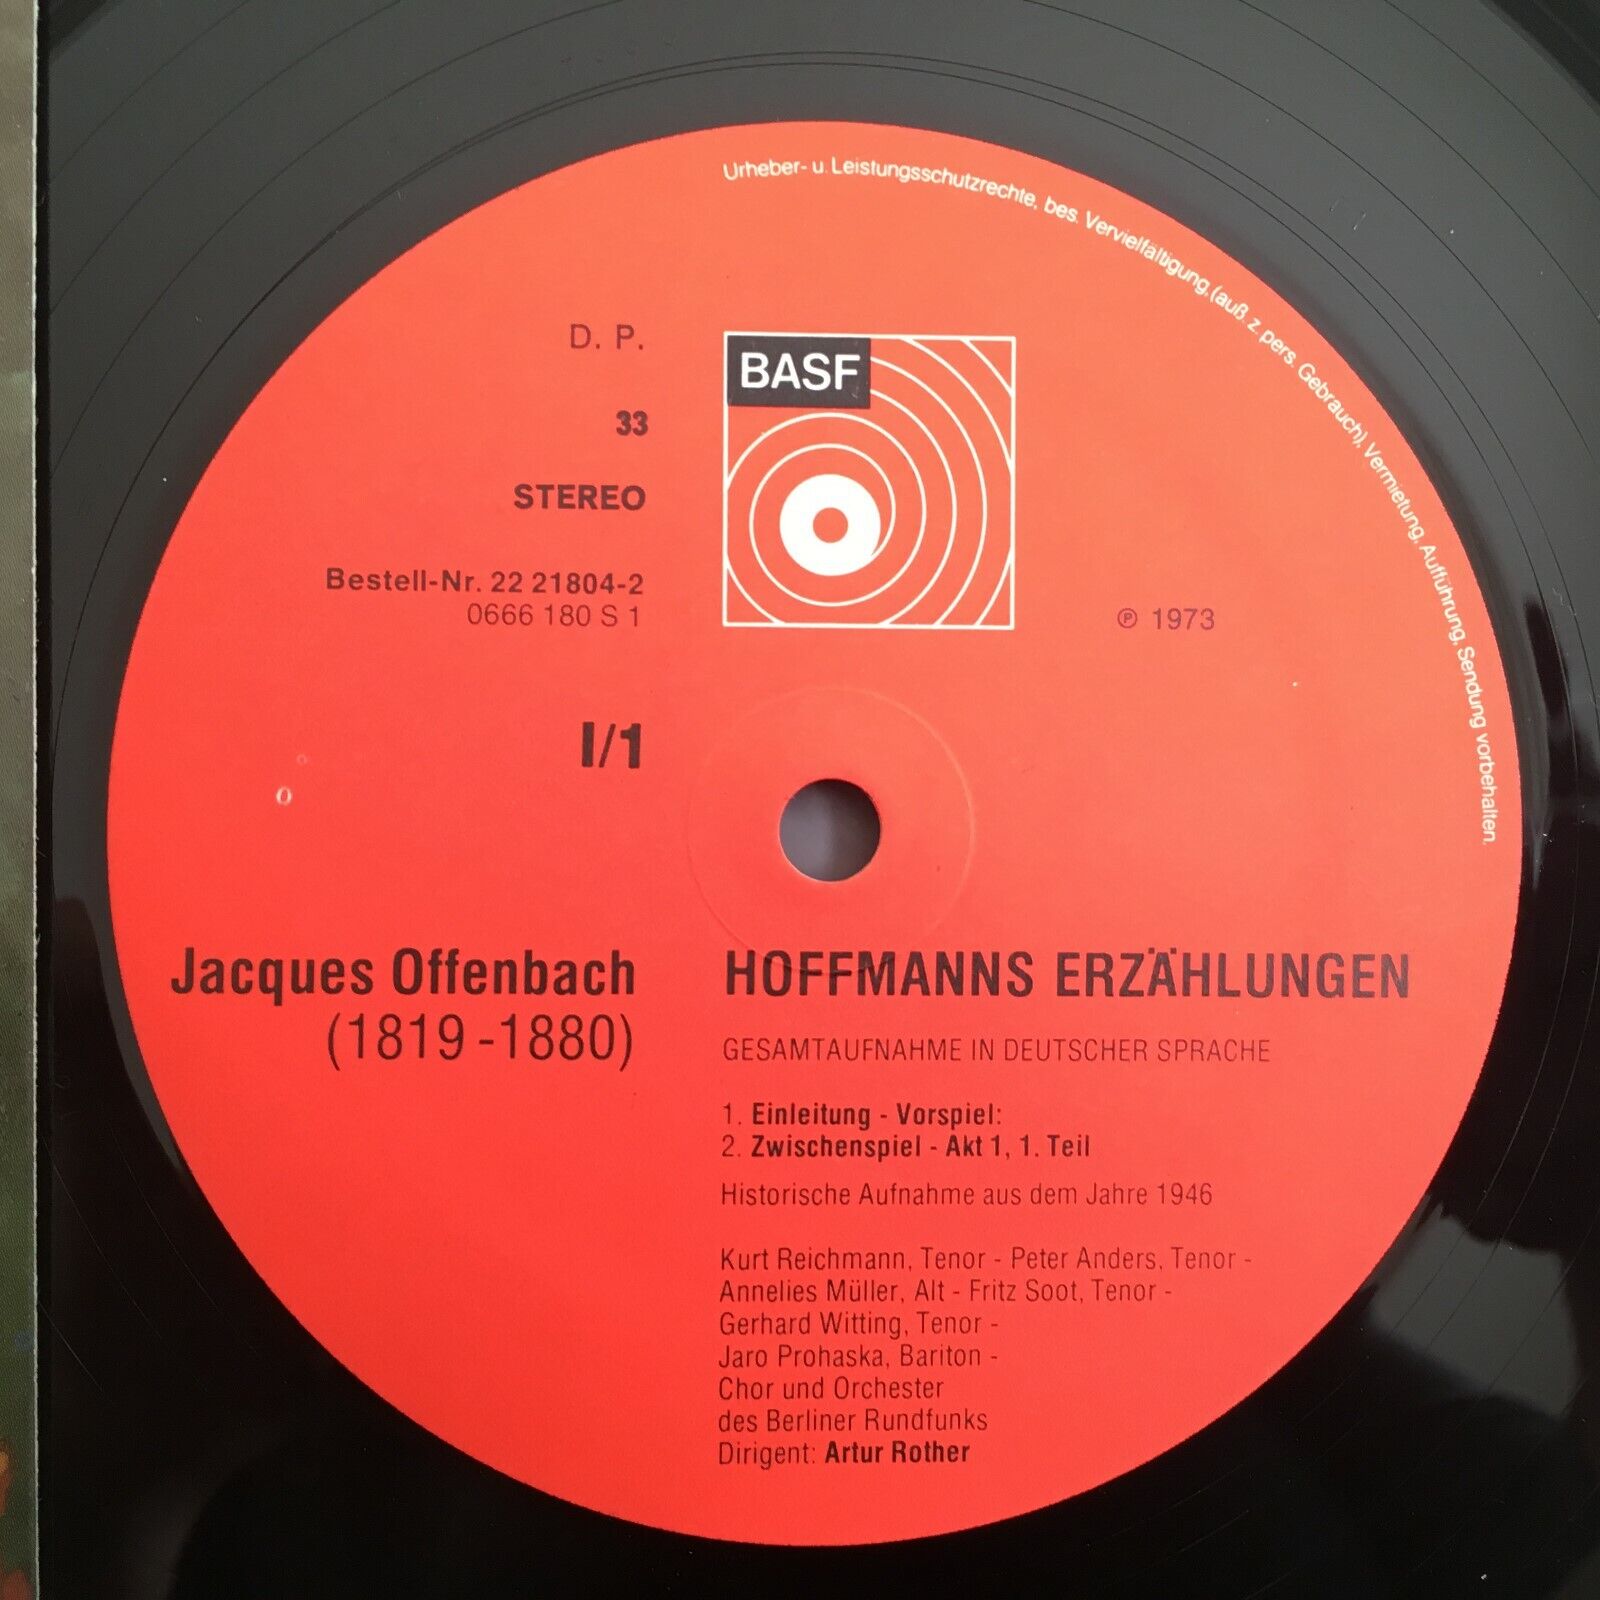 Urheber- u. Leistungsschutzrechte, bes. Vervielfältigung, (auß. z. pers. Gebrauch), Vermietung, Aufführung, Sendung vorbehalten.
BASF
D. P.
33
STEREO
Bestell-Nr. 22 21804-2
0666 180 S 1
℗ 1973
I/1
Jacques Offenbach
(1819-1880)
HOFFMANNS ERZÄHLUNGEN
GESAMTAUFNAHME IN DEUTSCHER SPRACHE
1. Einleitung - Vorspiel:
2. Zwischenspiel - Akt 1, 1. Teil
Historische Aufnahme aus dem Jahre 1946
Kurt Reichmann, Tenor - Peter Anders, Tenor -
Annelies Müller, Alt - Fritz Soot, Tenor -
Gerhard Witting, Tenor -
Jaro Prohaska, Bariton -
Chor und Orchester
des Berliner Rundfunks
Dirigent: Artur Rother